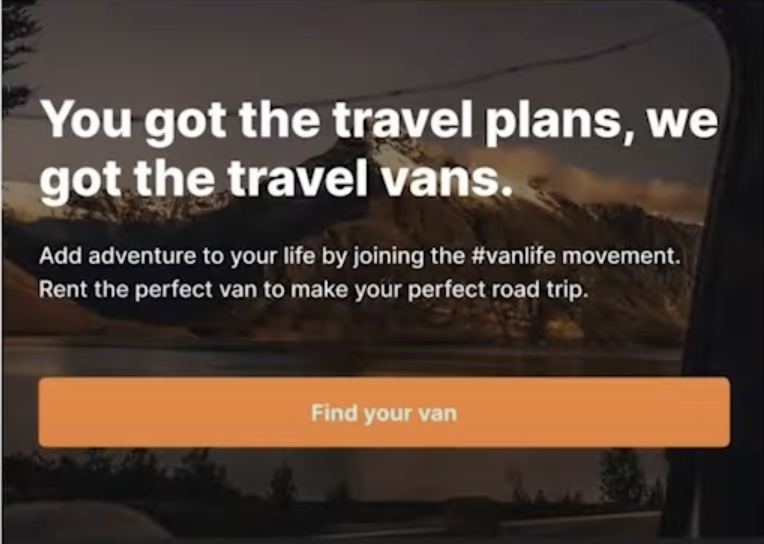 You got the travel plans, we
got the travel vans.
Add adventure to your life by joining the #vanlife movement.
Rent the perfect van to make your perfect road trip.
Find your van